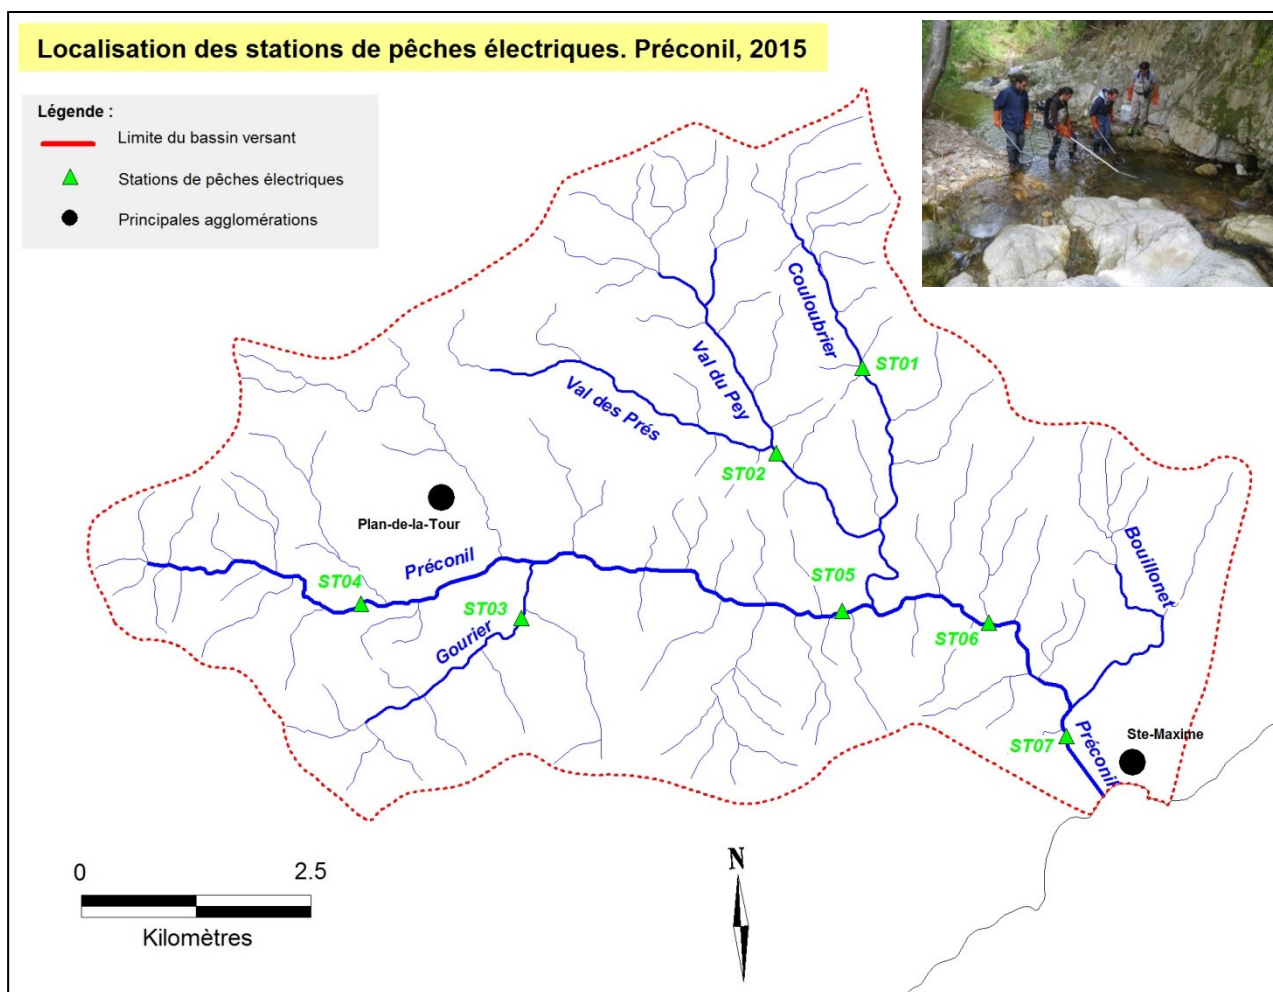 Localisation des stations de pêches électriques. Préconil, 2015
Légende :
Limite du bassin versant
Stations de pêches électriques
Principales agglomérations
Couloubrier
ST01
Val du Pey
Val des Prés
ST02
Plan-de-la-Tour
Préconil
ST04
ST03
Gourier
ST05
ST06
Bouillonet
ST07
Préconil
Ste-Maxime
0
2.5
Kilomètres
N